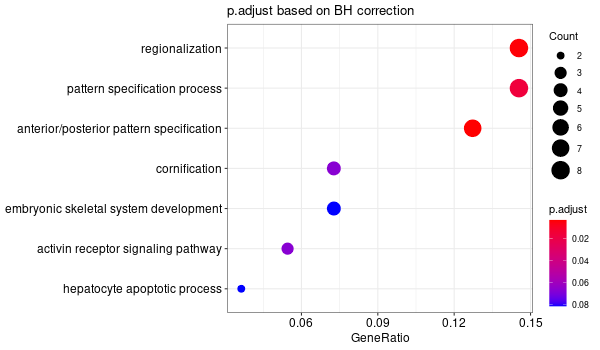 p.adjust based on BH correction
regionalization
pattern specification process
anterior/posterior pattern specification
cornification
embryonic skeletal system development
activin receptor signaling pathway
hepatocyte apoptotic process
0.06 0.09 0.12 0.15
GeneRatio
Count
2
3
4
5
6
7
8
p.adjust
0.02
0.04
0.06
0.08